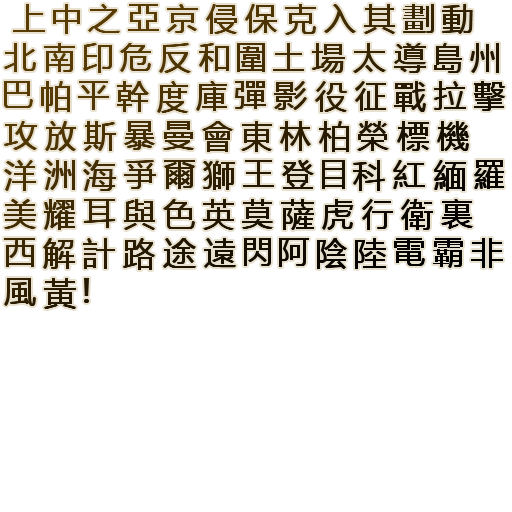 上中之亞京侵保克入其劃動
北南印危反和圍土場太導島州
巴帕平幹度庫彈影役征戰拉擊
攻放斯暴曼會東林柏榮標機
洋洲海爭爾獅王登目科紅緬羅
美耀耳與色英莫薩虎行衛裏
西解計路途遠閃阿陰陸電霸非
風黃!